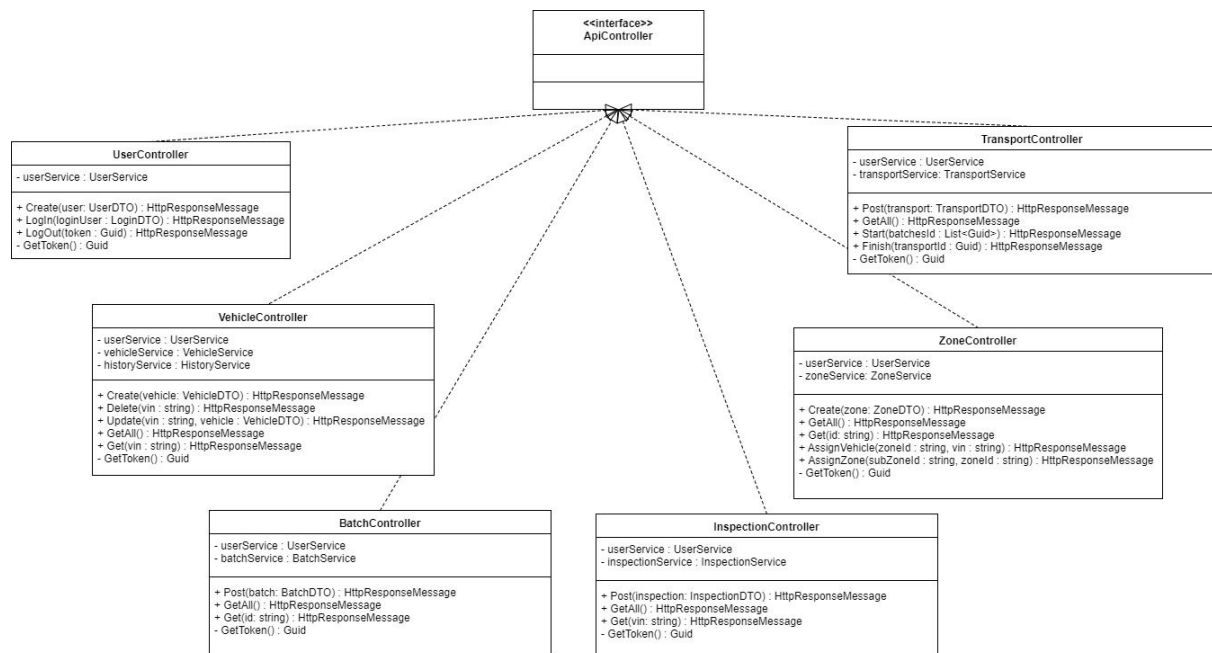 <<interface>>
ApiController
UserController
- userService : UserService
+ Create(user: UserDTO) : HttpResponseMessage
+ LogIn(loginUser : LoginDTO) : HttpResponseMessage
+ LogOut(token : Guid) : HttpResponseMessage
- GetToken() : Guid
TransportController
- userService : UserService
- transportService: TransportService
+ Post(transport: TransportDTO) : HttpResponseMessage
+ GetAll() : HttpResponseMessage
+ Start(batchesId : List<Guid>) : HttpResponseMessage
+ Finish(transportId : Guid) : HttpResponseMessage
- GetToken() : Guid
VehicleController
- userService : UserService
- vehicleService : VehicleService
- historyService : HistoryService
+ Create(vehicle: VehicleDTO) : HttpResponseMessage
+ Delete(vin : string) : HttpResponseMessage
+ Update(vin : string, vehicle : VehicleDTO) : HttpResponseMessage
+ GetAll() : HttpResponseMessage
+ Get(vin : string) : HttpResponseMessage
- GetToken() : Guid
ZoneController
- userService : UserService
- zoneService: ZoneService
+ Create(zone: ZoneDTO) : HttpResponseMessage
+ GetAll() : HttpResponseMessage
+ Get(id: string) : HttpResponseMessage
+ AssignVehicle(zoneId : string, vin : string) : HttpResponseMessage
+ AssignZone(subZoneId : string, zoneId : string) : HttpResponseMessage
- GetToken() : Guid
BatchController
- userService : UserService
- batchService : BatchService
+ Post(batch: BatchDTO) : HttpResponseMessage
+ GetAll() : HttpResponseMessage
+ Get(id: string) : HttpResponseMessage
- GetToken() : Guid
InspectionController
- userService : UserService
- inspectionService : InspectionService
+ Post(inspection: InspectionDTO) : HttpResponseMessage
+ GetAll() : HttpResponseMessage
+ Get(vin: string) : HttpResponseMessage
- GetToken() : Guid